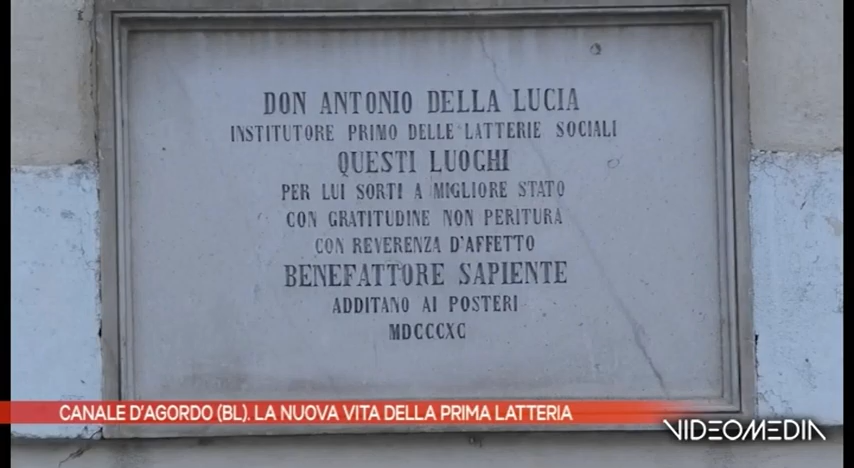 DON ANTONIO DELLA LUCIA
INSTITUTORE PRIMO DELLE LATTERIE SOCIALI
QUESTI LUOGHI
PER LUI SORTI A MIGLIORE STATO
CON GRATITUDINE NON PERITURA
CON REVERENZA D'AFFETTO
BENEFATTORE SAPIENTE
ADDITANO AI POSTERI
MDCCCXC
CANALE D'AGORDO (BL). LA NUOVA VITA DELLA PRIMA LATTERIA
VIDEOMEDIA